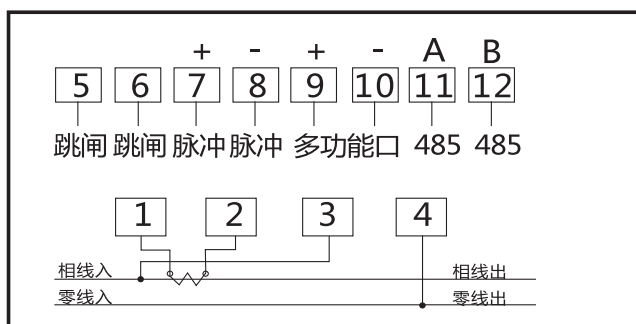 + - + - A B
5 6 7 8 9 10 11 12
跳闸 跳闸 脉冲 脉冲 多功能口 485 485
1 2 3 4
相线入 相线出
零线入 零线出